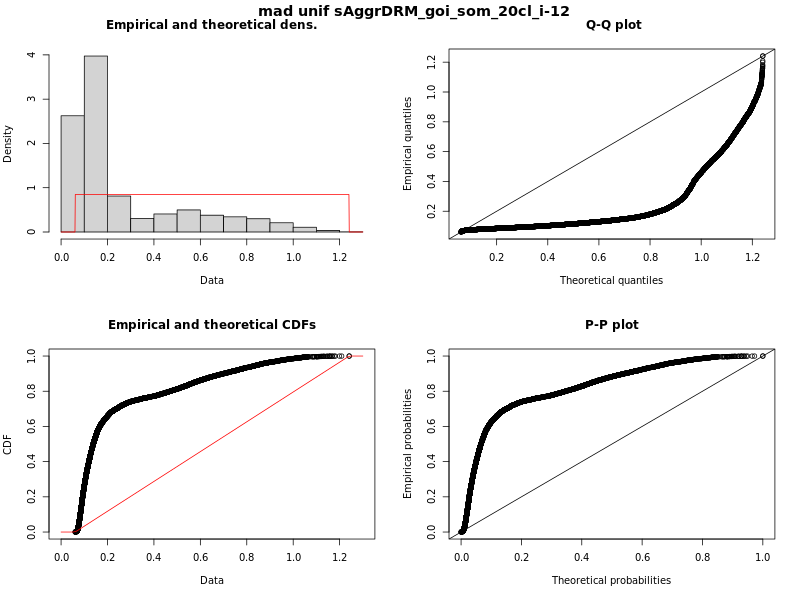 mad unif sAggrDRM_goi_som_20cl_i-12
Empirical and theoretical dens.
Density
0 1 2 3 4
0.0 0.2 0.4 0.6 0.8 1.0 1.2
Data
Q-Q plot
Empirical quantiles
0.2 0.4 0.6 0.8 1.0 1.2
0.2 0.4 0.6 0.8 1.0 1.2
Theoretical quantiles
Empirical and theoretical CDFs
CDF
0.0 0.2 0.4 0.6 0.8 1.0
0.0 0.2 0.4 0.6 0.8 1.0 1.2
Data
P-P plot
Empirical probabilities
0.0 0.2 0.4 0.6 0.8 1.0
0.0 0.2 0.4 0.6 0.8 1.0
Theoretical probabilities